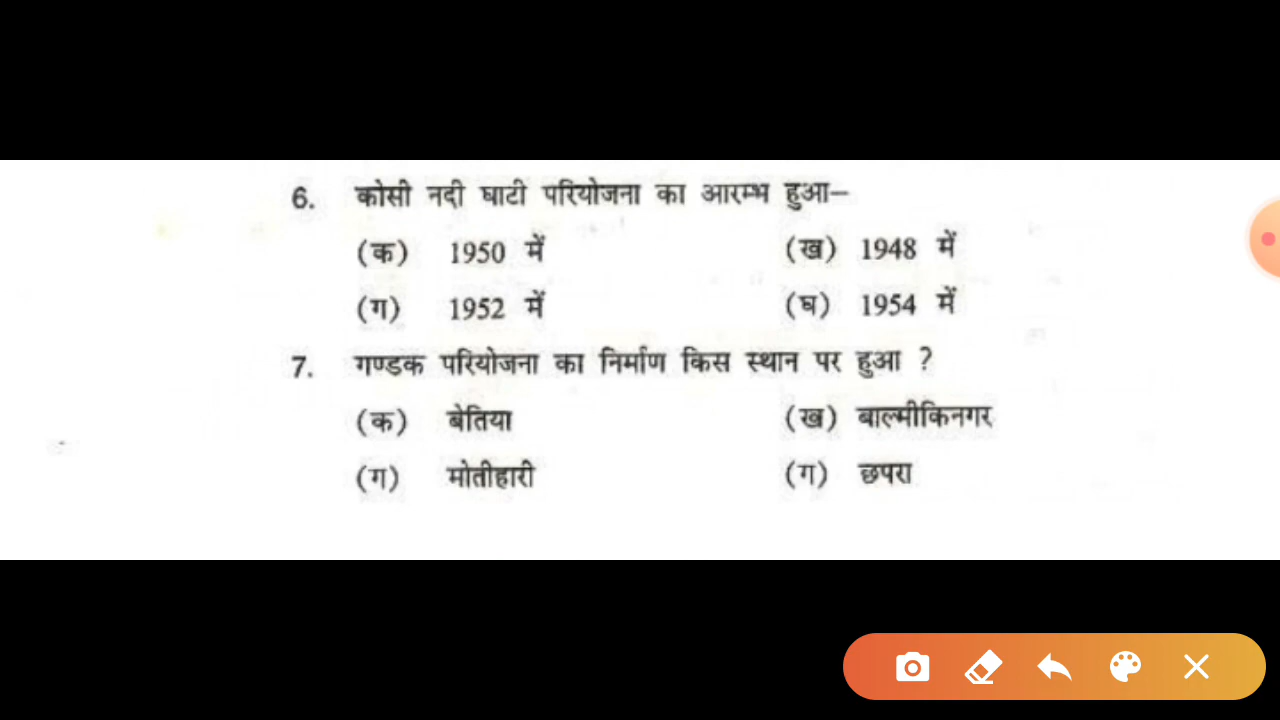 6. कोसी नदी घाटी परियोजना का आरम्भ हुआ–
(क) 1950 में (ख) 1948 में
(ग) 1952 में (घ) 1954 में
7. गण्डक परियोजना का निर्माण किस स्थान पर हुआ ?
(क) बेतिया (ख) बाल्मीकिनगर
(ग) मोतीहारी (ग) छपरा